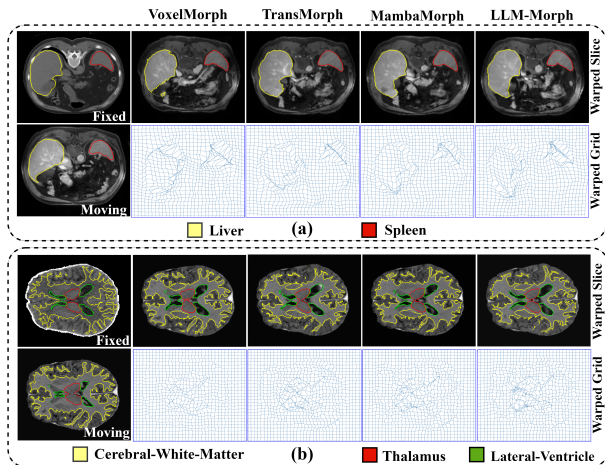 VoxelMorph TransMorph MambaMorph LLM-Morph
(a)
Fixed
Warped Slice
Moving
Warped Grid
Liver (a) Spleen
Fixed
Warped Slice
Moving
Warped Grid
Cerebral-White-Matter (b) Thalamus Lateral-Ventricle